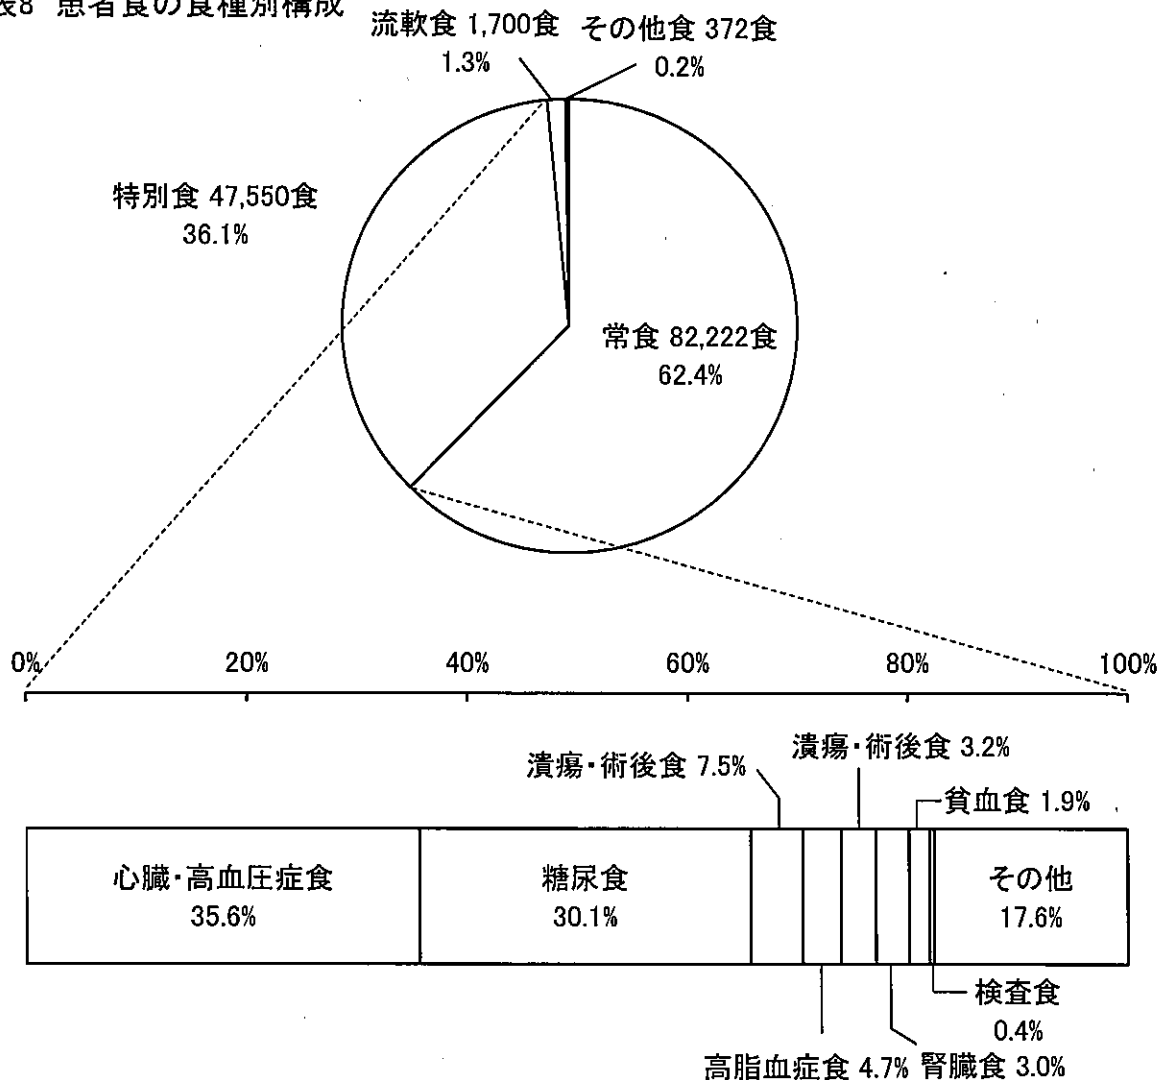 表8 患者食の食種別構成
流軟食 1,700食
1.3%
その他食 372食
0.2%
特別食 47,550食
36.1%
常食 82,222食
62.4%
0%
20%
40%
60%
80%
100%
潰瘍・術後食 7.5%
潰瘍・術後食 3.2%
貧血食 1.9%
心臓・高血圧症食
35.6%
糖尿食
30.1%
その他
17.6%
検査食
0.4%
高脂血症食 4.7%
腎臓食 3.0%